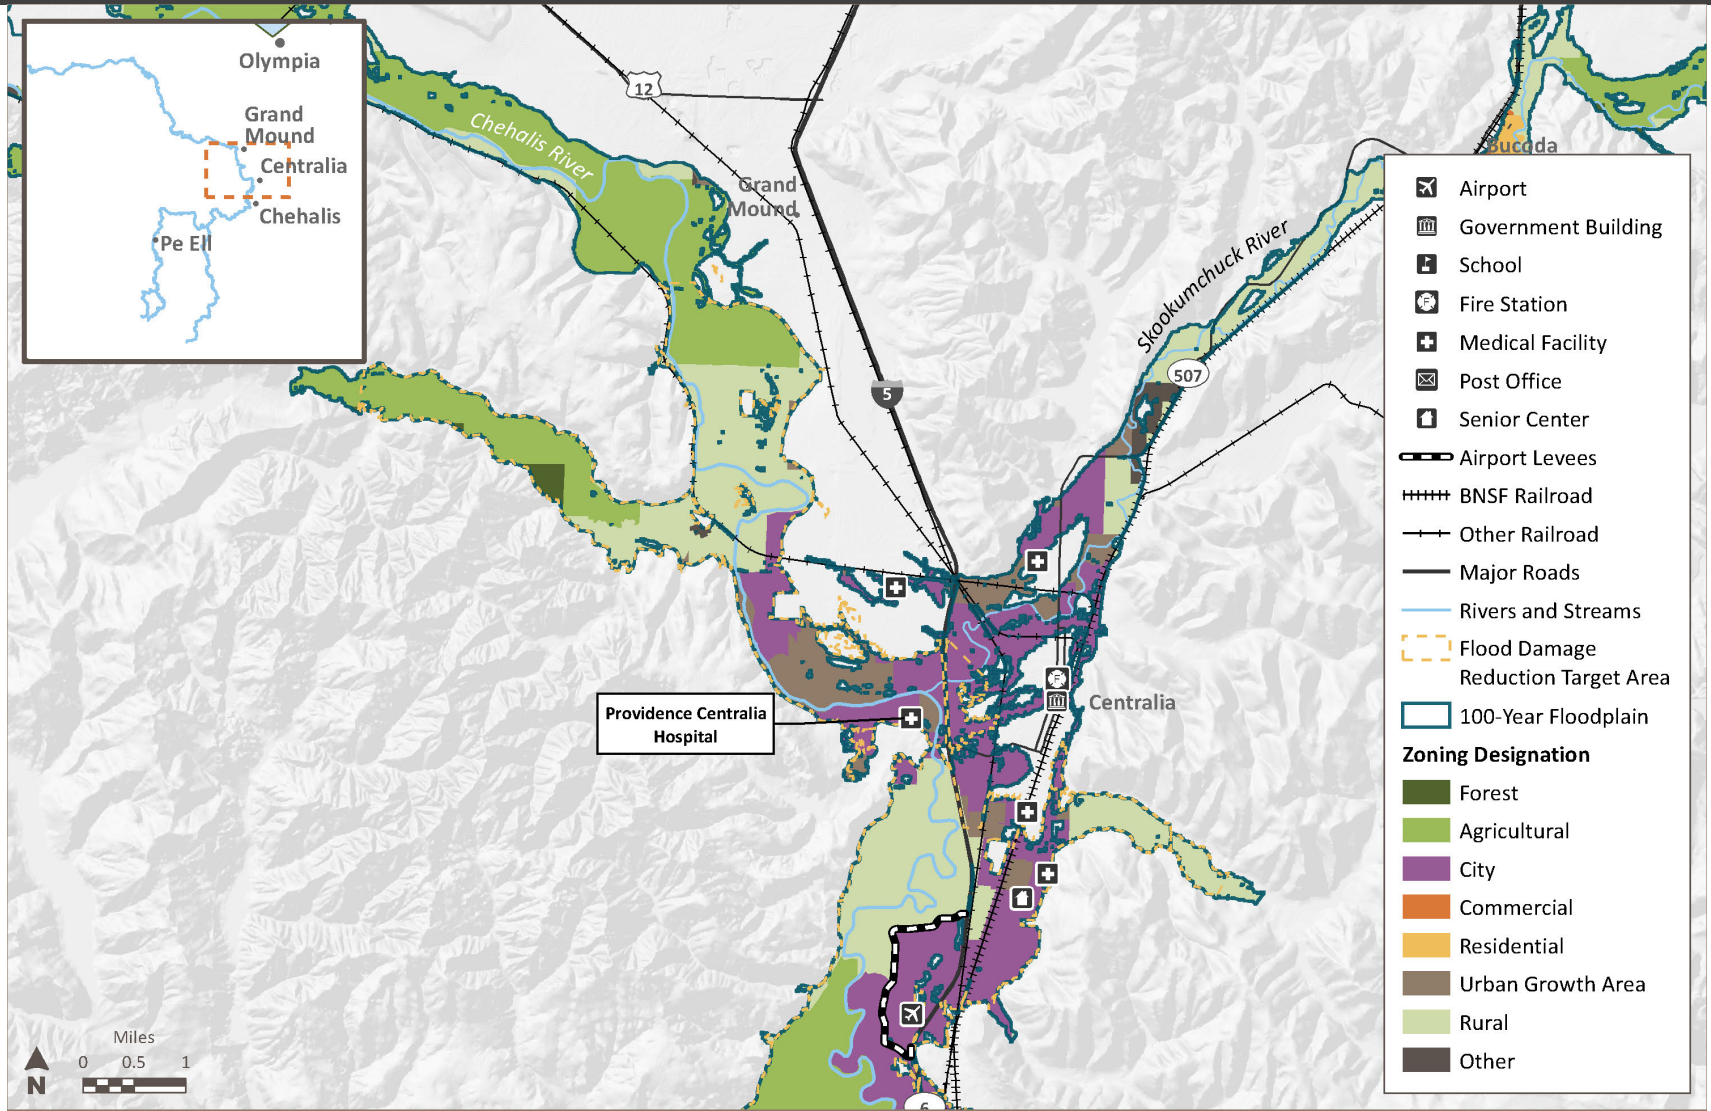 Olympia
Grand
Mound
Centralia
Chehalis
Pe Ell
12
Chehalis River
Grand
Mound
5
Skookumchuck River
507
Bucoda
Centralia
Providence Centralia
Hospital
6
Miles
0 0.5 1
N
Airport
Government Building
School
F Fire Station
Medical Facility
Post Office
Senior Center
Airport Levees
BNSF Railroad
Other Railroad
Major Roads
Rivers and Streams
Flood Damage
Reduction Target Area
100-Year Floodplain
Zoning Designation
Forest
Agricultural
City
Commercial
Residential
Urban Growth Area
Rural
Other